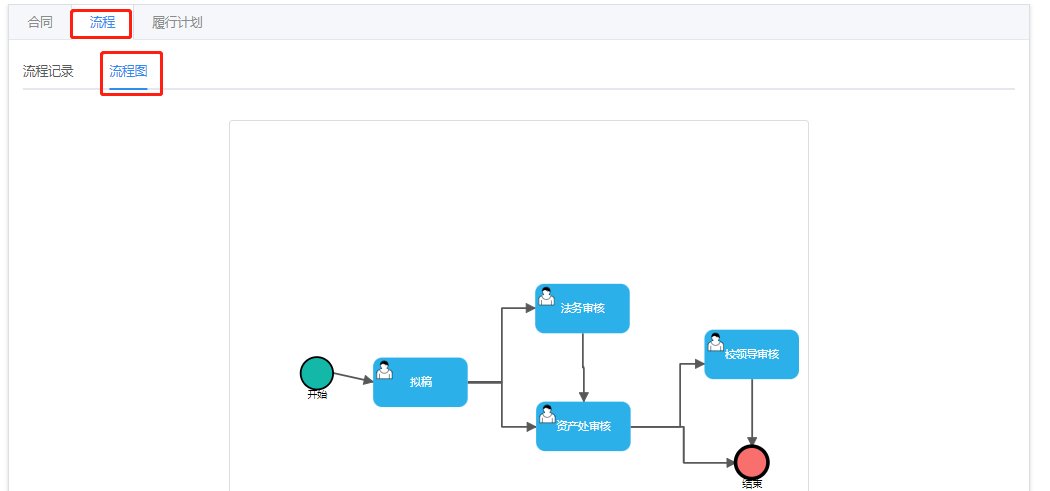 合同 流程 履行计划
流程记录 流程图
法务审核
校领导审核
拟稿
开始
资产处审核
结束